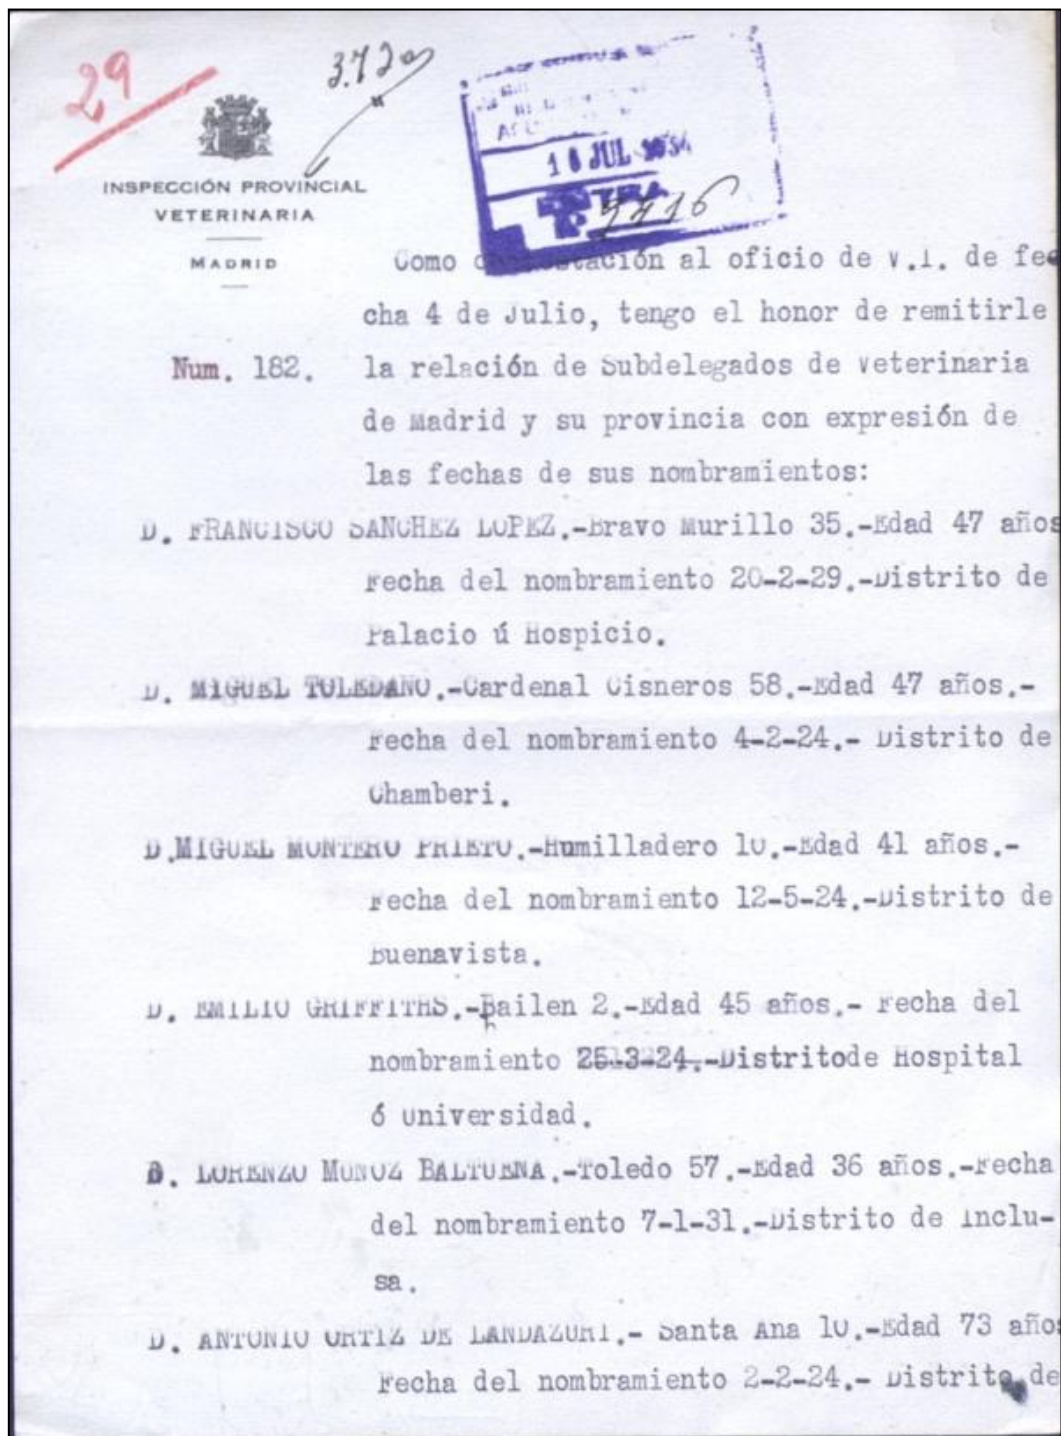 29
INSPECCIÓN PROVINCIAL
VETERINARIA
MADRID
JUL
Como contestación al oficio de V.I. de fe
cha 4 de Julio, tengo el honor de remitirle
Num. 182. la relación de Subdelegados de Veterinaria
de Madrid y su provincia con expresión de
las fechas de sus nombramientos:
D. FRANCISCO SANCHEZ LOPEZ.-Bravo Murillo 35.-Edad 47 años
Fecha del nombramiento 20-2-29.-Distrito de
Palacio ú Hospicio.
D. MIGUEL TOLEDANO.-Cardenal Cisneros 58.-Edad 47 años.-
Fecha del nombramiento 4-2-24.- Distrito de
Chamberi.
D.MIGUEL MONTERO PRIETO.-Humilladero 10.-Edad 41 años.-
Fecha del nombramiento 12-5-24.-Distrito de
Buenavista.
D. EMILIO GRIFFITHS.-Bailen 2.-Edad 45 años.- Fecha del
nombramiento 25-3-24.-Distritode Hospital
ó Universidad.
D. LORENZO MUÑOZ BALTUENA.-Toledo 57.-Edad 36 años.-Fecha
del nombramiento 7-1-31.-Distrito de Inclu-
sa.
D. ANTONIO ORTIZ DE LANDAZURI.- Santa Ana 10.-Edad 73 años
Fecha del nombramiento 2-2-24.- Distrito de